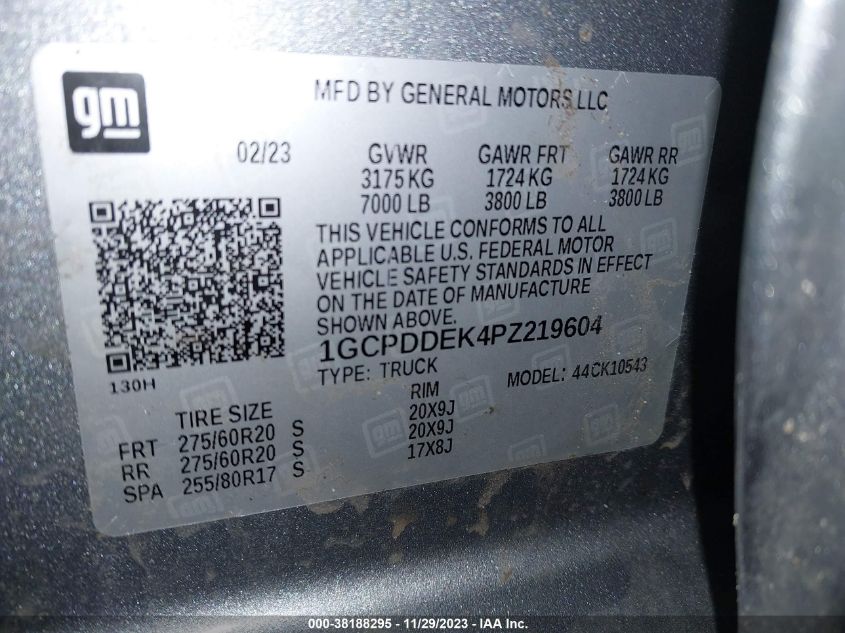 gm
MFD BY GENERAL MOTORS LLC
02/23 GVWR GAWR FRT GAWR RR
3175 KG 1724 KG 1724 KG
7000 LB 3800 LB 3800 LB
THIS VEHICLE CONFORMS TO ALL
APPLICABLE U.S. FEDERAL MOTOR
VEHICLE SAFETY STANDARDS IN EFFECT
ON THE DATE OF MANUFACTURE
SHOWN ABOVE.
1GCPDDEK4PZ219604
TYPE: TRUCK MODEL: 44CK10543
130H
TIRE SIZE RIM
FRT 275/60R20 S 20X9J
RR 275/60R20 S 20X9J
SPA 255/80R17 S 17X8J
000-38188295 - 11/29/2023 - IAA, Inc.